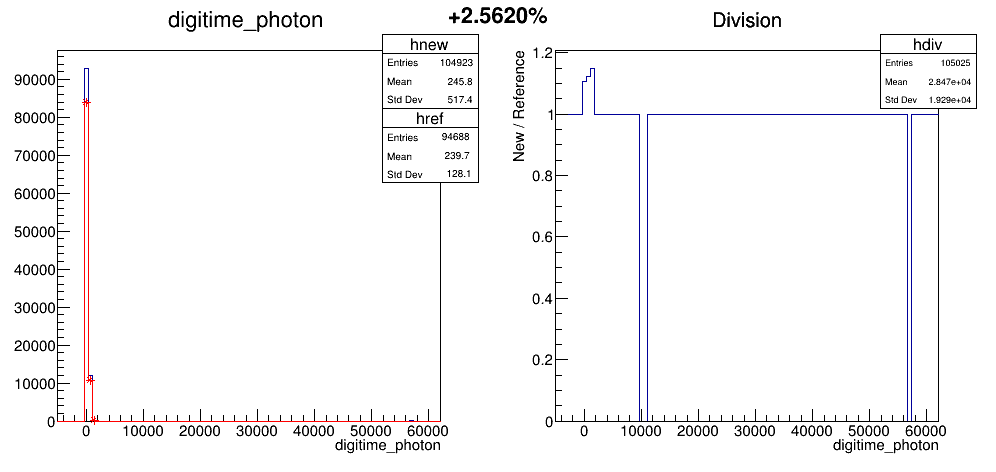 digitime_photon
+2.5620%
Division
hnew
Entries 104923
Mean 245.8
Std Dev 517.4
href
Entries 94688
Mean 239.7
Std Dev 128.1
90000
80000
70000
60000
50000
40000
30000
20000
10000
0
0 10000 20000 30000 40000 50000 60000
digitime_photon
hdiv
Entries 105025
Mean 2.847e+04
Std Dev 1.929e+04
New / Reference
1.2
1
0.8
0.6
0.4
0.2
0
0 10000 20000 30000 40000 50000 60000
digitime_photon